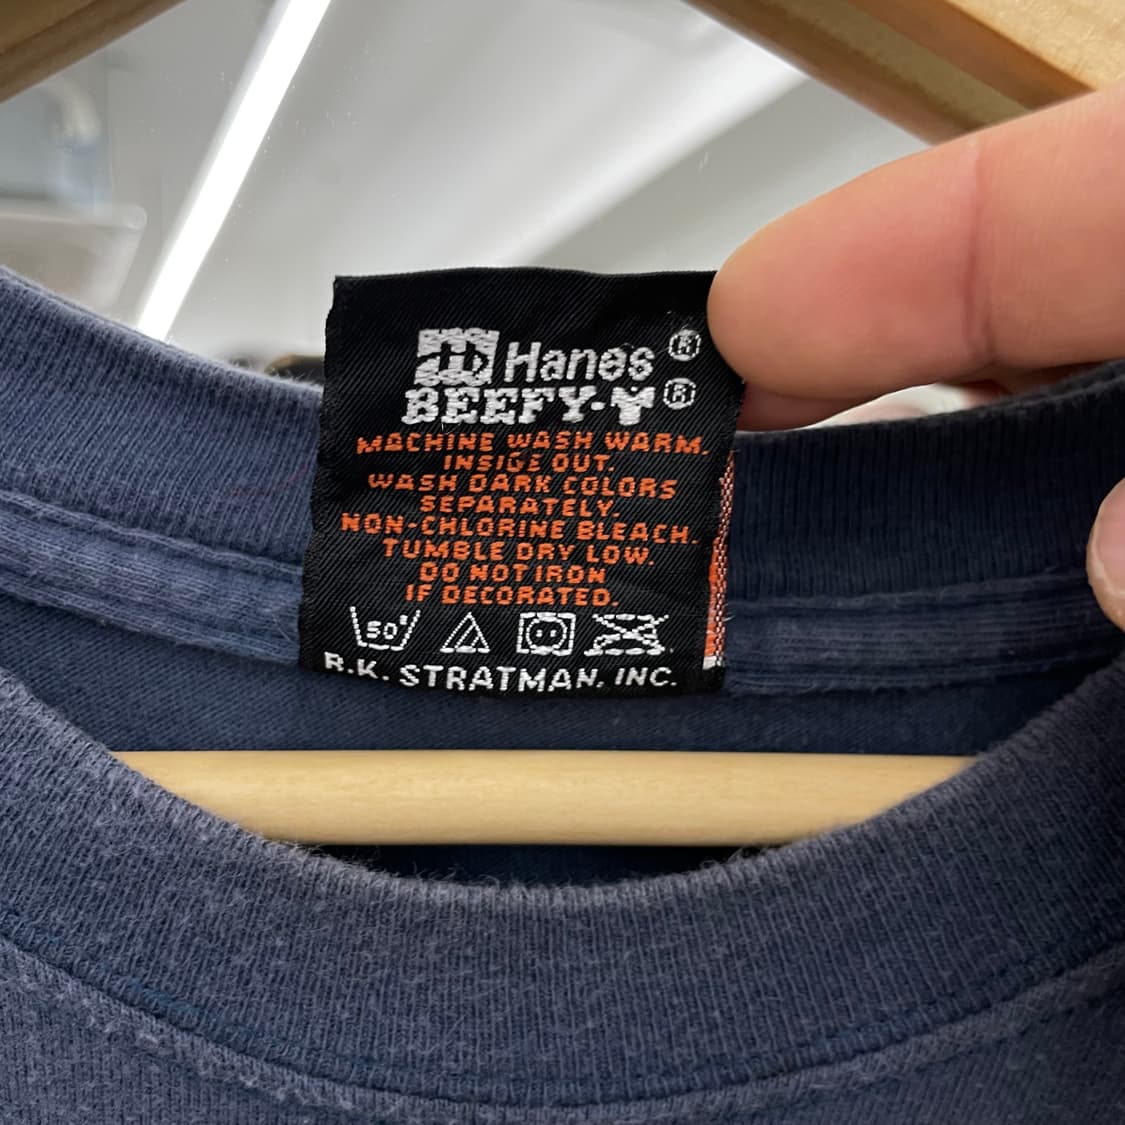 Hanes ®
BEEFY-T ®
MACHINE WASH WARM.
INSIDE OUT.
WASH DARK COLORS
SEPARATELY.
NON-CHLORINE BLEACH.
TUMBLE DRY LOW.
DO NOT IRON
IF DECORATED.
50°
R.K. STRATMAN, INC.